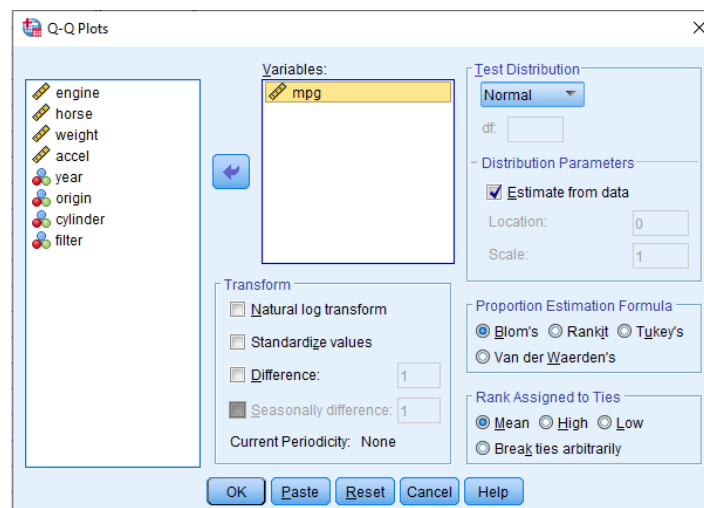 Q-Q Plots
engine
horse
weight
accel
year
origin
cylinder
filter
Variables:
mpg
Transform
Natural log transform
Standardize values
Difference: 1
Seasonally difference: 1
Current Periodicity: None
Test Distribution
Normal
df:
Distribution Parameters
Estimate from data
Location: 0
Scale: 1
Proportion Estimation Formula
Blom's Rankit Tukey's
Van der Waerden's
Rank Assigned to Ties
Mean High Low
Break ties arbitrarily
OK Paste Reset Cancel Help